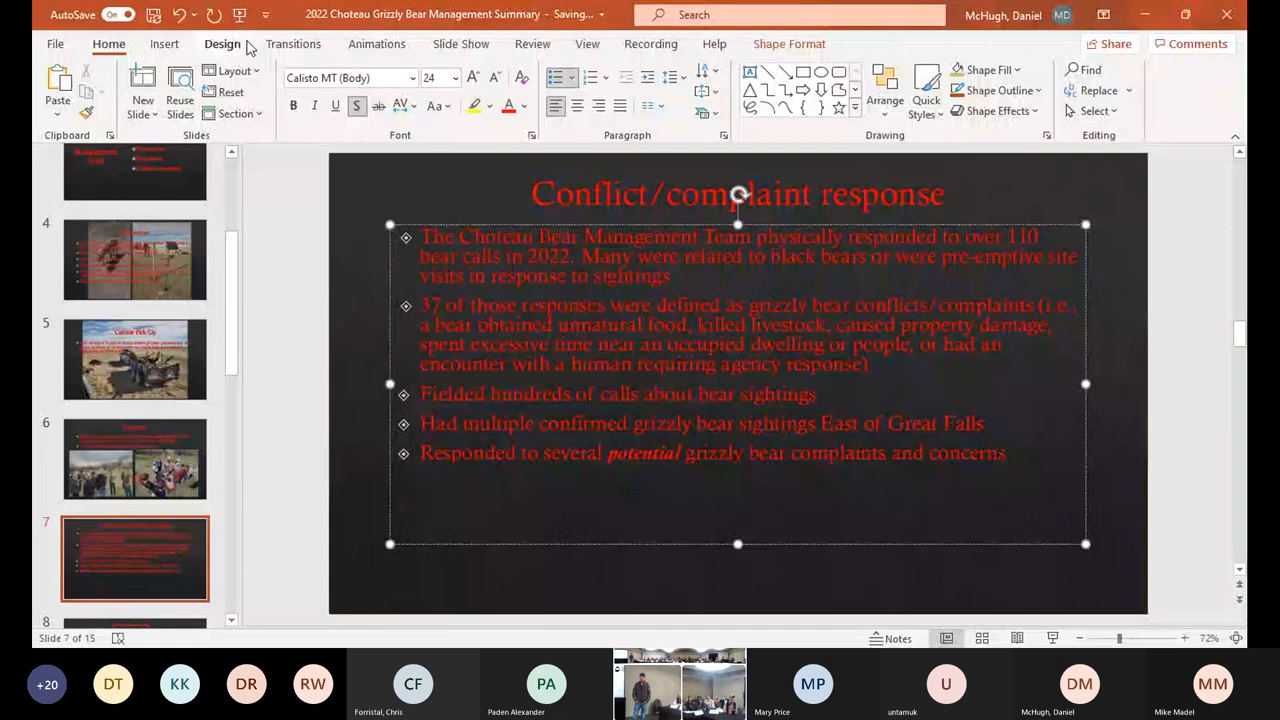 AutoSave On 2022 Choteau Grizzly Bear Management Summary - Saving... Search McHugh, Daniel MD
File Home Insert Design Transitions Animations Slide Show Review View Recording Help Shape Format Share Comments
Paste New Slide Reuse Slides Layout Reset Section
Calisto MT (Body) 24
B I U S ab AV Aa A A A
Arrange Quick Styles Shape Fill Shape Outline Shape Effects
Find Replace Select
Clipboard Slides Font Paragraph Drawing Editing
4
5
Carcass Pick-Up
6
7
8
Conflict/complaint response
The Choteau Bear Management Team physically responded to over 110
bear calls in 2022. Many were related to black bears or were pre-emptive site
visits in response to sightings
37 of those responses were defined as grizzly bear conflicts/complaints (i.e.,
a bear obtained unnatural food, killed livestock, caused property damage,
spent excessive time near an occupied dwelling or people, or had an
encounter with a human requiring agency response)
Fielded hundreds of calls about bear sightings
Had multiple confirmed grizzly bear sightings East of Great Falls
Responded to several potential grizzly bear complaints and concerns
Slide 7 of 15 Notes 72%
+20 DT KK DR RW CF PA MP U DM MM
Forristal, Chris Paden Alexander Mary Price untamuk McHugh, Daniel Mike Madel